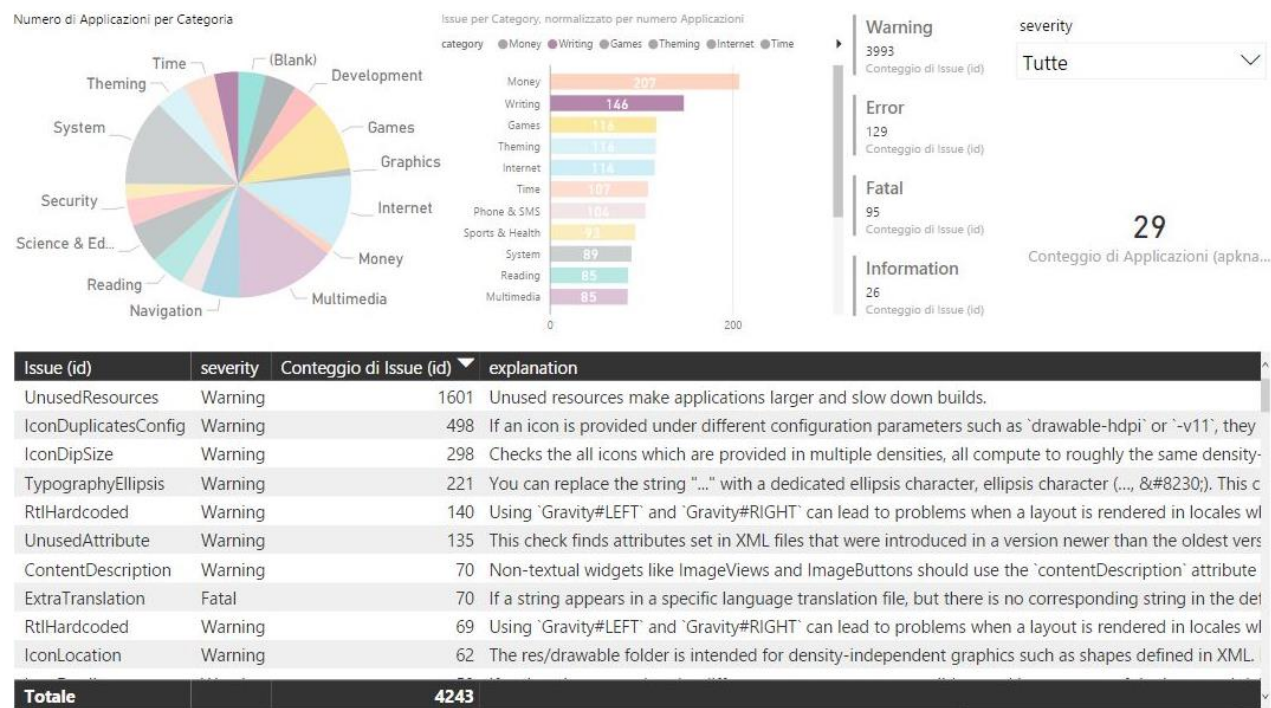 Numero di Applicazioni per Categoria
(Blank)
Development
Games
Graphics
Internet
Money
Multimedia
Navigation
Reading
Science & Ed...
Security
System
Theming
Time
Issue per Category, normalizzato per numero Applicazioni
category Money Writing Games Theming Internet Time
Money 207
Writing 146
Games 116
Theming 116
Internet 114
Time 107
Phone & SMS 104
Sports & Health 93
System 89
Reading 85
Multimedia 85
0 200
Warning
3993
Conteggio di Issue (id)
Error
129
Conteggio di Issue (id)
Fatal
95
Conteggio di Issue (id)
Information
26
Conteggio di Issue (id)
severity
Tutte
29
Conteggio di Applicazioni (apkna...
Issue (id) severity Conteggio di Issue (id) explanation
UnusedResources Warning 1601 Unused resources make applications larger and slow down builds.
IconDuplicatesConfig Warning 498 If an icon is provided under different configuration parameters such as `drawable-hdpi` or `-v11`, they
IconDipSize Warning 298 Checks the all icons which are provided in multiple densities, all compute to roughly the same density-
TypographyEllipsis Warning 221 You can replace the string "..." with a dedicated ellipsis character, ellipsis character (…, &#8230;). This c
RtlHardcoded Warning 140 Using `Gravity#LEFT` and `Gravity#RIGHT` can lead to problems when a layout is rendered in locales
UnusedAttribute Warning 135 This check finds attributes set in XML files that were introduced in a version newer than the oldest
ContentDescription Warning 70 Non-textual widgets like ImageViews and ImageButtons should use the `contentDescription` attribute
ExtraTranslation Fatal 70 If a string appears in a specific language translation file, but there is no corresponding string in the
RtlHardcoded Warning 69 Using `Gravity#LEFT` and `Gravity#RIGHT` can lead to problems when a layout is rendered in locales
IconLocation Warning 62 The res/drawable folder is intended for density-independent graphics such as shapes defined in XML.
Totale 4243